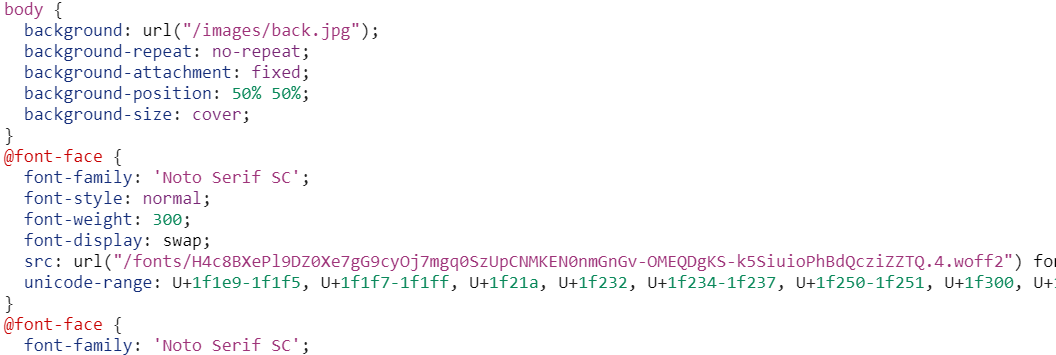 body {
  background: url("/images/back.jpg");
  background-repeat: no-repeat;
  background-attachment: fixed;
  background-position: 50% 50%;
  background-size: cover;
}
@font-face {
  font-family: 'Noto Serif SC';
  font-style: normal;
  font-weight: 300;
  font-display: swap;
  src: url("/fonts/H4c8BXePl9DZ0Xe7gG9cyOj7mgq0SzUpCNMKEN0nmGnGv-OMEQDgKS-k5SiuioPhBdQcziZZTQ.4.woff2") for
  unicode-range: U+1f1e9-1f1f5, U+1f1f7-1f1ff, U+1f21a, U+1f232, U+1f234-1f237, U+1f250-1f251, U+1f300, U+1
}
@font-face {
  font-family: 'Noto Serif SC';